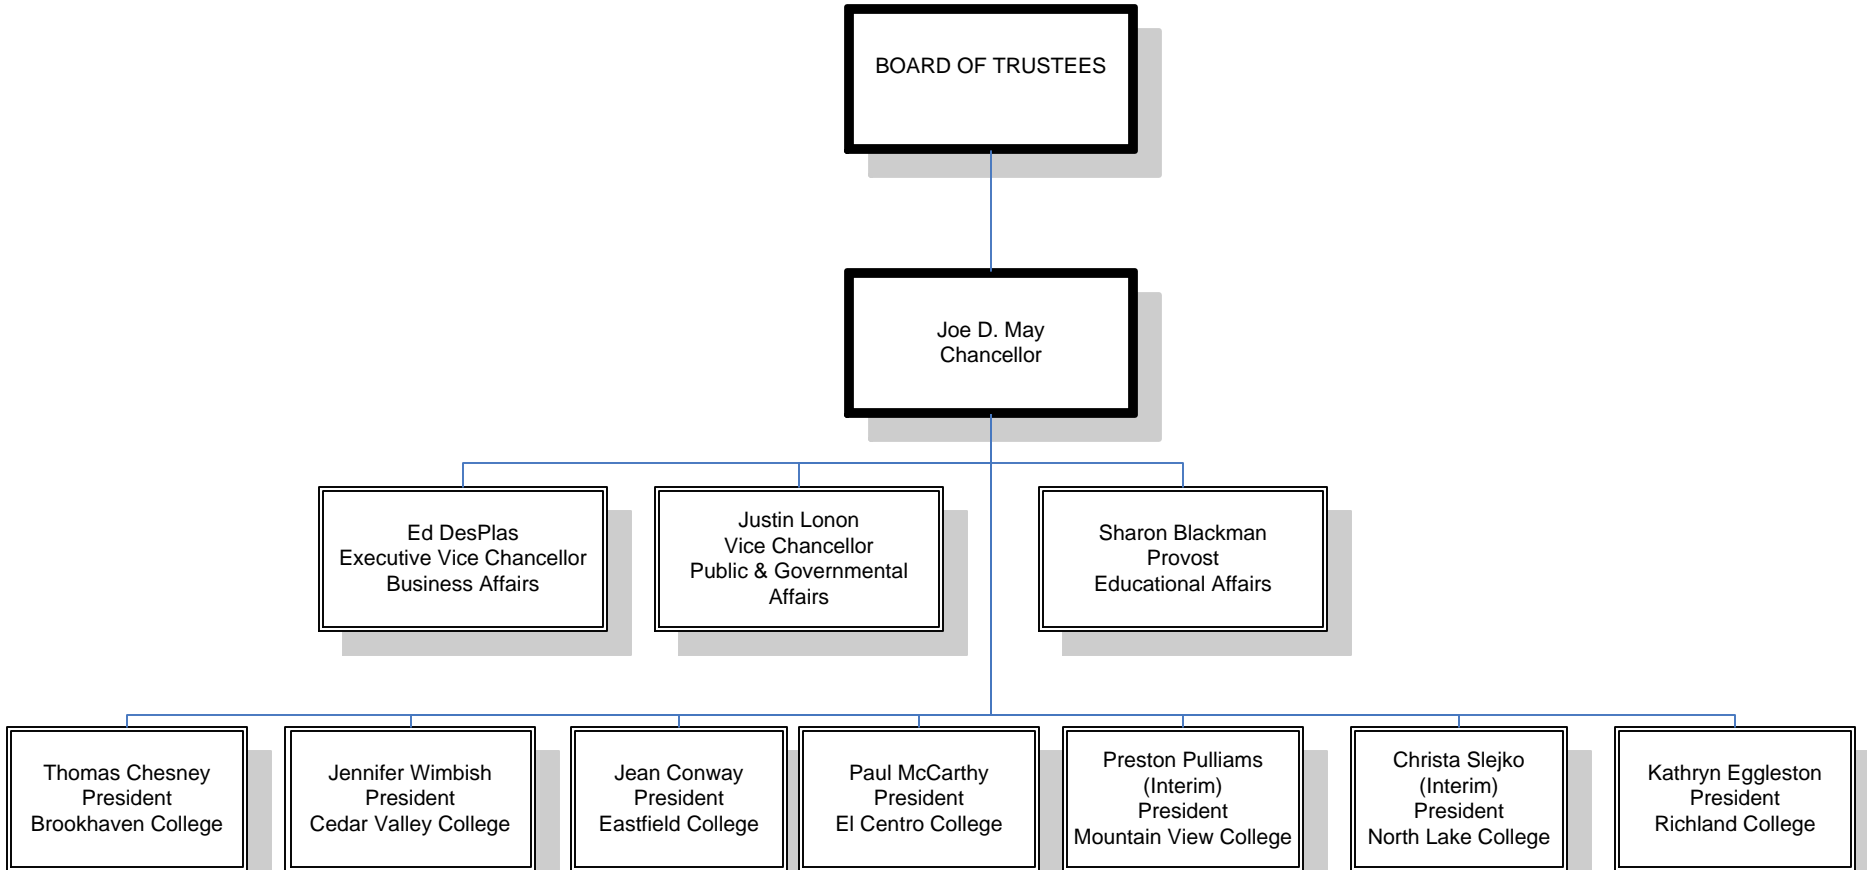 BOARD OF TRUSTEES
Joe D. May
Chancellor
Ed DesPlas
Executive Vice Chancellor
Business Affairs
Justin Lonon
Vice Chancellor
Public & Governmental
Affairs
Sharon Blackman
Provost
Educational Affairs
Thomas Chesney
President
Brookhaven College
Jennifer Wimbish
President
Cedar Valley College
Jean Conway
President
Eastfield College
Paul McCarthy
President
El Centro College
Preston Pulliams
(Interim)
President
Mountain View College
Christa Slejko
(Interim)
President
North Lake College
Kathryn Eggleston
President
Richland College